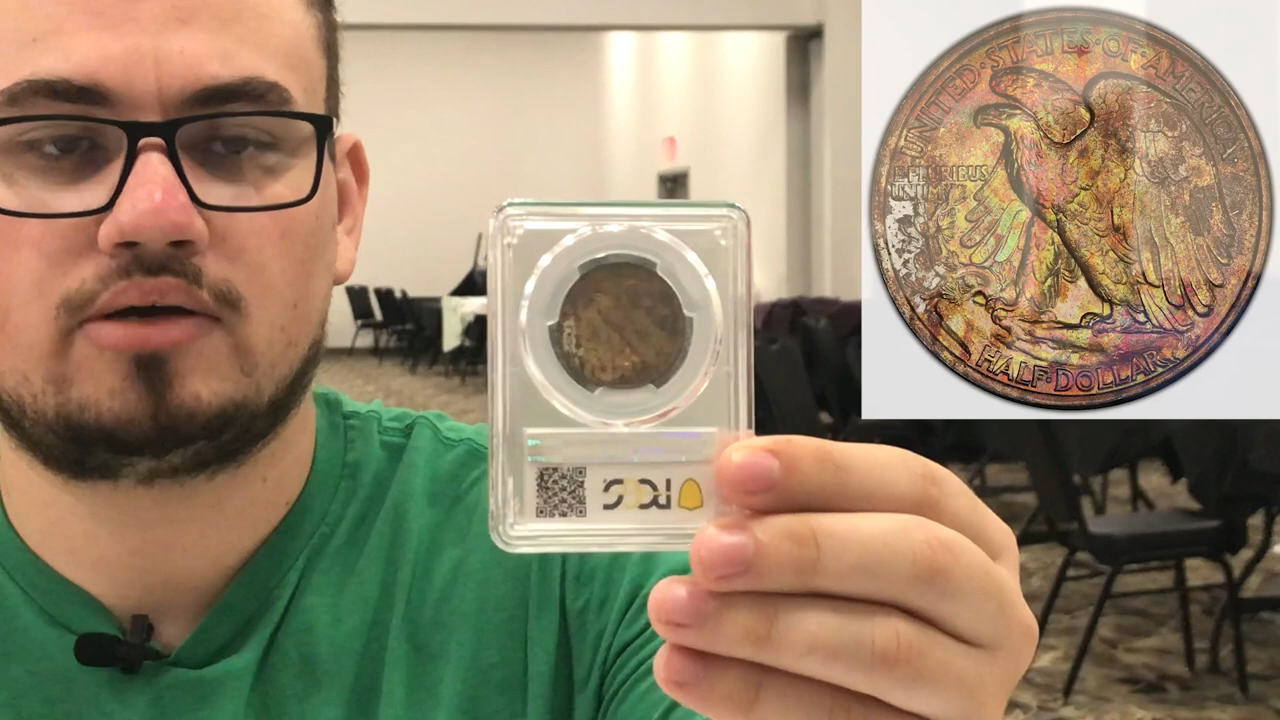 UNITED·STATES·OF·AMERICA
E PLURIBUS
UNUM
HALF·DOLLAR
PCGS